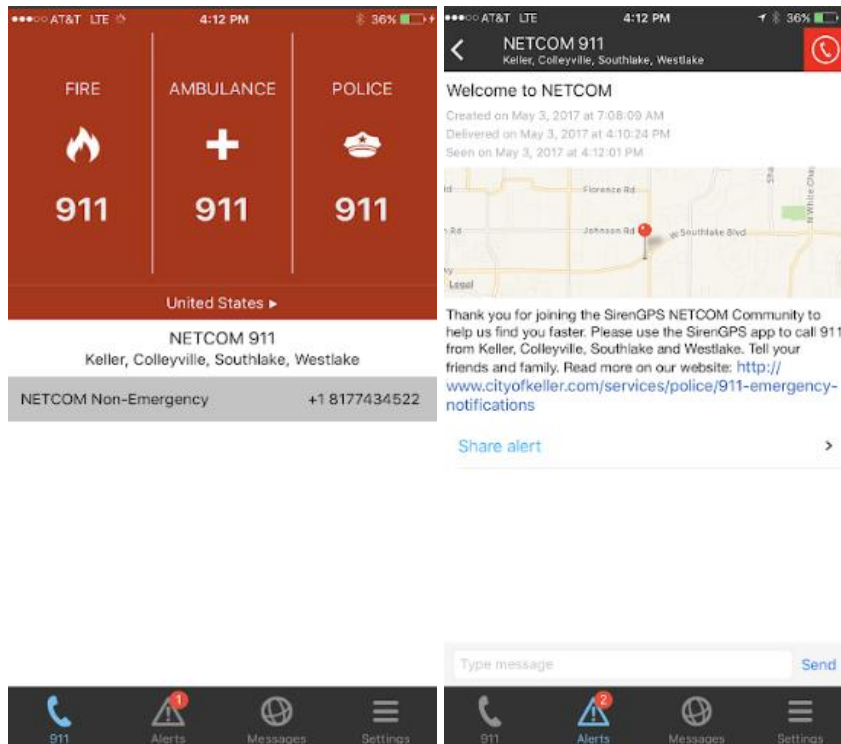 AT&T LTE 4:12 PM 36%
FIRE AMBULANCE POLICE
911 911 911
United States ▸
NETCOM 911
Keller, Colleyville, Southlake, Westlake
NETCOM Non-Emergency +1 8177434522
1
911 Alerts Messages Settings
AT&T LTE 4:12 PM 36%
NETCOM 911
Keller, Colleyville, Southlake, Westlake
Welcome to NETCOM
Created on May 3, 2017 at 7:08:09 AM
Delivered on May 3, 2017 at 4:10:24 PM
Seen on May 3, 2017 at 4:12:01 PM
Florence Rd
Johnson Rd
W Southlake Blvd
N White Chap
Legal
Thank you for joining the SirenGPS NETCOM Community to
help us find you faster. Please use the SirenGPS app to call 911
from Keller, Colleyville, Southlake and Westlake. Tell your
friends and family. Read more on our website: http://
www.cityofkeller.com/services/police/911-emergency-
notifications
Share alert
Type message Send
2
911 Alerts Messages Settings